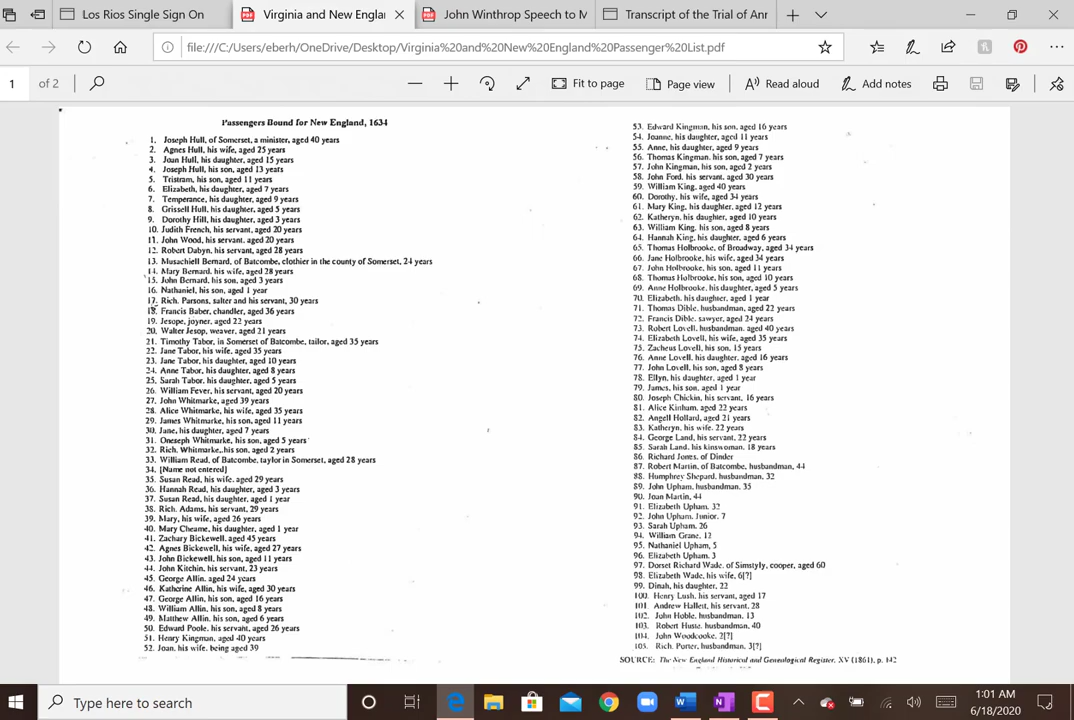 Los Rios Single Sign On
Virginia and New Engla
John Winthrop Speech to M
Transcript of the Trial of Anr
file:///C:/Users/eberh/OneDrive/Desktop/Virginia%20and%20New%20England%20Passenger%20List.pdf
1 of 2
Fit to page
Page view
Read aloud
Add notes
Passengers Bound for New England, 1634
1. Joseph Hull, of Somerset, a minister, aged 40 years
2. Agnes Hull, his wife, aged 25 years
3. Joan Hull, his daughter, aged 15 years
4. Joseph Hull, his son, aged 13 years
5. Tristram, his son, aged 11 years
6. Elizabeth, his daughter, aged 7 years
7. Temperance, his daughter, aged 9 years
8. Grissell Hull, his daughter, aged 5 years
9. Dorothy Hill, his daughter, aged 3 years
10. Judith French, his servant, aged 20 years
11. John Wood, his servant, aged 20 years
12. Robert Dabyn, his servant, aged 28 years
13. Musachiell Bernard, of Batcombe, clothier in the county of Somerset, 24 years
14. Mary Bernard, his wife, aged 28 years
15. John Bernard, his son, aged 3 years
16. Nathaniel, his son, aged 1 year
17. Rich. Parsons, salter and his servant, 30 years
18. Francis Baber, chandler, aged 36 years
19. Jesope, joyner, aged 22 years
20. Walter Jesop, weaver, aged 21 years
21. Timothy Tabor, in Somerset of Batcombe, tailor, aged 35 years
22. Jane Tabor, his wife, aged 35 years
23. Jane Tabor, his daughter, aged 10 years
24. Anne Tabor, his daughter, aged 8 years
25. Sarah Tabor, his daughter, aged 5 years
26. William Fever, his servant, aged 20 years
27. John Whitmarke, aged 39 years
28. Alice Whitmarke, his wife, aged 35 years
29. James Whitmarke, his son, aged 11 years
30. Jane, his daughter, aged 7 years
31. Oneseph Whitmarke, his son, aged 5 years
32. Rich. Whitmarke, his son, aged 2 years
33. William Read, of Batcombe, taylor in Somerset, aged 28 years
34. [Name not entered]
35. Susan Read, his wife, aged 29 years
36. Hannah Read, his daughter, aged 3 years
37. Susan Read, his daughter, aged 1 year
38. Rich. Adams, his servant, 29 years
39. Mary, his wife, aged 26 years
40. Mary Cheame, his daughter, aged 1 year
41. Zachary Bickewell, aged 45 years
42. Agnes Bickewell, his wife, aged 27 years
43. John Bickewell, his son, aged 11 years
44. John Kitchin, his servant, 23 years
45. George Allin, aged 24 years
46. Katherine Allin, his wife, aged 30 years
47. George Allin, his son, aged 16 years
48. William Allin, his son, aged 8 years
49. Matthew Allin, his son, aged 6 years
50. Edward Poole, his servant, aged 26 years
51. Henry Kingman, aged 40 years
52. Joan, his wife, being aged 39
53. Edward Kingman, his son, aged 16 years
54. Joanne, his daughter, aged 11 years
55. Anne, his daughter, aged 9 years
56. Thomas Kingman, his son, aged 7 years
57. John Kingman, his son, aged 2 years
58. John Ford, his servant, aged 30 years
59. William King, aged 40 years
60. Dorothy, his wife, aged 34 years
61. Mary King, his daughter, aged 12 years
62. Katheryn, his daughter, aged 10 years
63. William King, his son, aged 8 years
64. Hannah King, his daughter, aged 6 years
65. Thomas Holbrooke, of Broadway, aged 34 years
66. Jane Holbrooke, his wife, aged 34 years
67. John Holbrooke, his son, aged 11 years
68. Thomas Holbrooke, his son, aged 10 years
69. Anne Holbrooke, his daughter, aged 5 years
70. Elizabeth, his daughter, aged 1 year
71. Thomas Dible, husbandman, aged 22 years
72. Francis Dible, sawyer, aged 24 years
73. Robert Lovell, husbandman, aged 40 years
74. Elizabeth Lovell, his wife, aged 35 years
75. Zacheus Lovell, his son, 15 years
76. Anne Lovell, his daughter, aged 16 years
77. John Lovell, his son, aged 8 years
78. Ellyn, his daughter, aged 1 year
79. James, his son, aged 1 year
80. Joseph Chickin, his servant, 16 years
81. Alice Kinham, aged 22 years
82. Angell Hollard, aged 21 years
83. Katheryn, his wife, 22 years
84. George Land, his servant, 22 years
85. Sarah Land, his kinswoman, 18 years
86. Richard Jones, of Dinder
87. Robert Martin, of Batcombe, husbandman, 44
88. Humphrey Shepard, husbandman, 32
89. John Upham, husbandman, 35
90. Joan Martin, 44
91. Elizabeth Upham, 32
92. John Upham, Junior, 7
93. Sarah Upham, 26
94. William Grane, 12
95. Nathaniel Upham, 5
96. Elizabeth Upham, 3
97. Dorset Richard Wade, of Simstyly, cooper, aged 60
98. Elizabeth Wade, his wife, 6[?]
99. Dinah, his daughter, 22
100. Henry Lush, his servant, aged 17
101. Andrew Hallett, his servant, 28
102. John Hoble, husbandman, 13
103. Robert Huste, husbandman, 40
104. John Woodcooke, 2[?]
105. Rich. Porter, husbandman, 3[?]
SOURCE: The New England Historical and Genealogical Register, XV (1861), p. 142
Type here to search
1:01 AM
6/18/2020